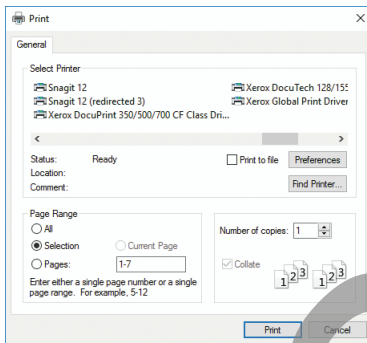 Print
General
Select Printer
Snagit 12
Snagit 12 (redirected 3)
Xerox DocuPrint 350/500/700 CF Class Dri...
Xerox DocuTech 128/155
Xerox Global Print Driver
Status: Ready
Location:
Comment:
Print to file
Preferences
Find Printer...
Page Range
All
Selection
Current Page
Pages: 1-7
Enter either a single page number or a single
page range. For example, 5-12
Number of copies: 1
Collate
1 2 3 1 2 3
Print Cancel